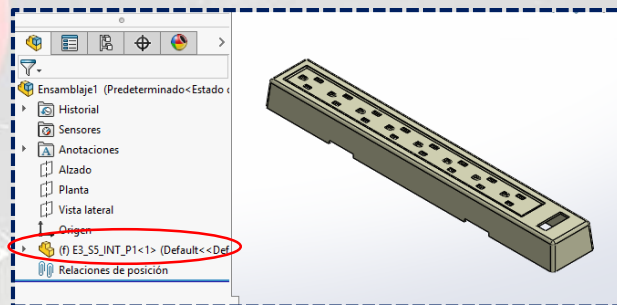 Ensamblaje1 (Predeterminado<Estado
Historial
Sensores
Anotaciones
Alzado
Planta
Vista lateral
Origen
(f) E3_S5_INT_P1<1> (Default<<Def
Relaciones de posición